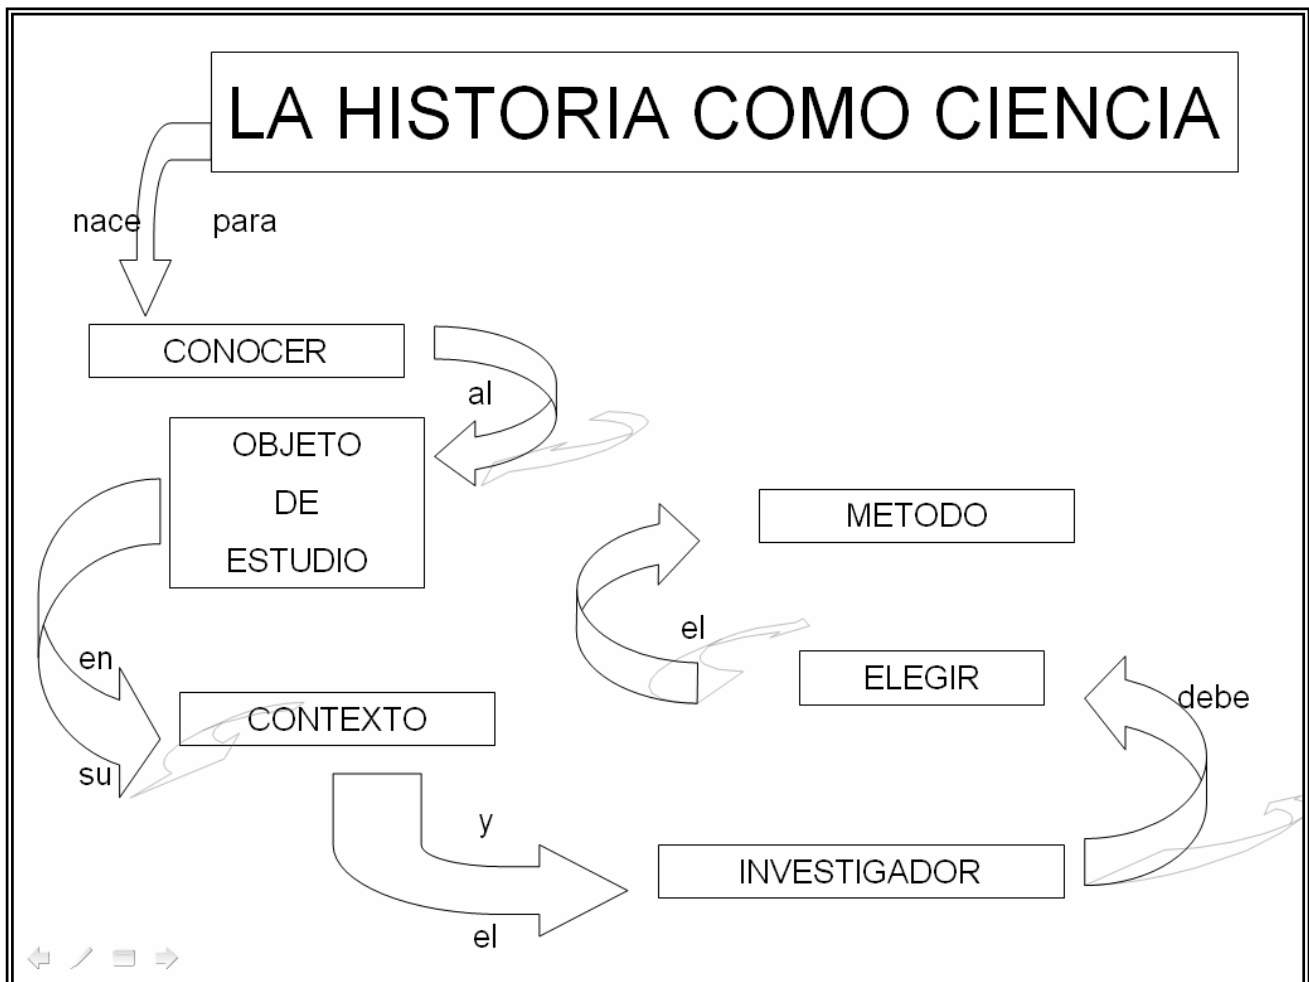 LA HISTORIA COMO CIENCIA
nace para
CONOCER
al
OBJETO
DE
ESTUDIO
en
su
CONTEXTO
y
el
INVESTIGADOR
debe
ELEGIR
el
METODO